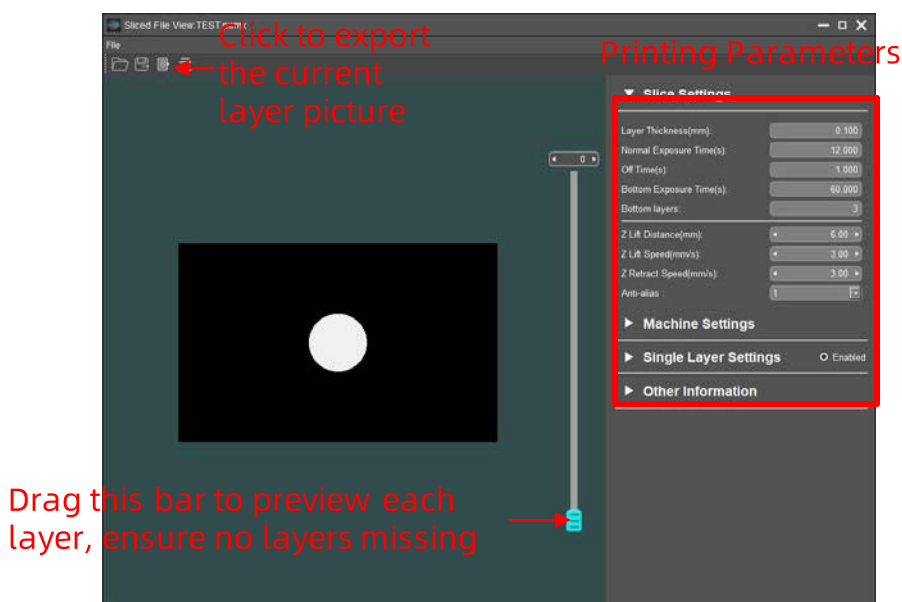 Sliced File View:TEST
Click to export
the current
layer picture
File
Printing Parameters
Slice Settings
Layer Thickness(mm): 0.100
Normal Exposure Time(s): 12.000
Off Time(s): 1.000
Bottom Exposure Time(s): 60.000
Bottom layers: 3
Z Lift Distance(mm): 6.00
Z Lift Speed(mm/s): 3.00
Z Retract Speed(mm/s): 3.00
Anti-alias : 1
Machine Settings
Single Layer Settings Enabled
Other Information
0
Drag this bar to preview each
layer, ensure no layers missing